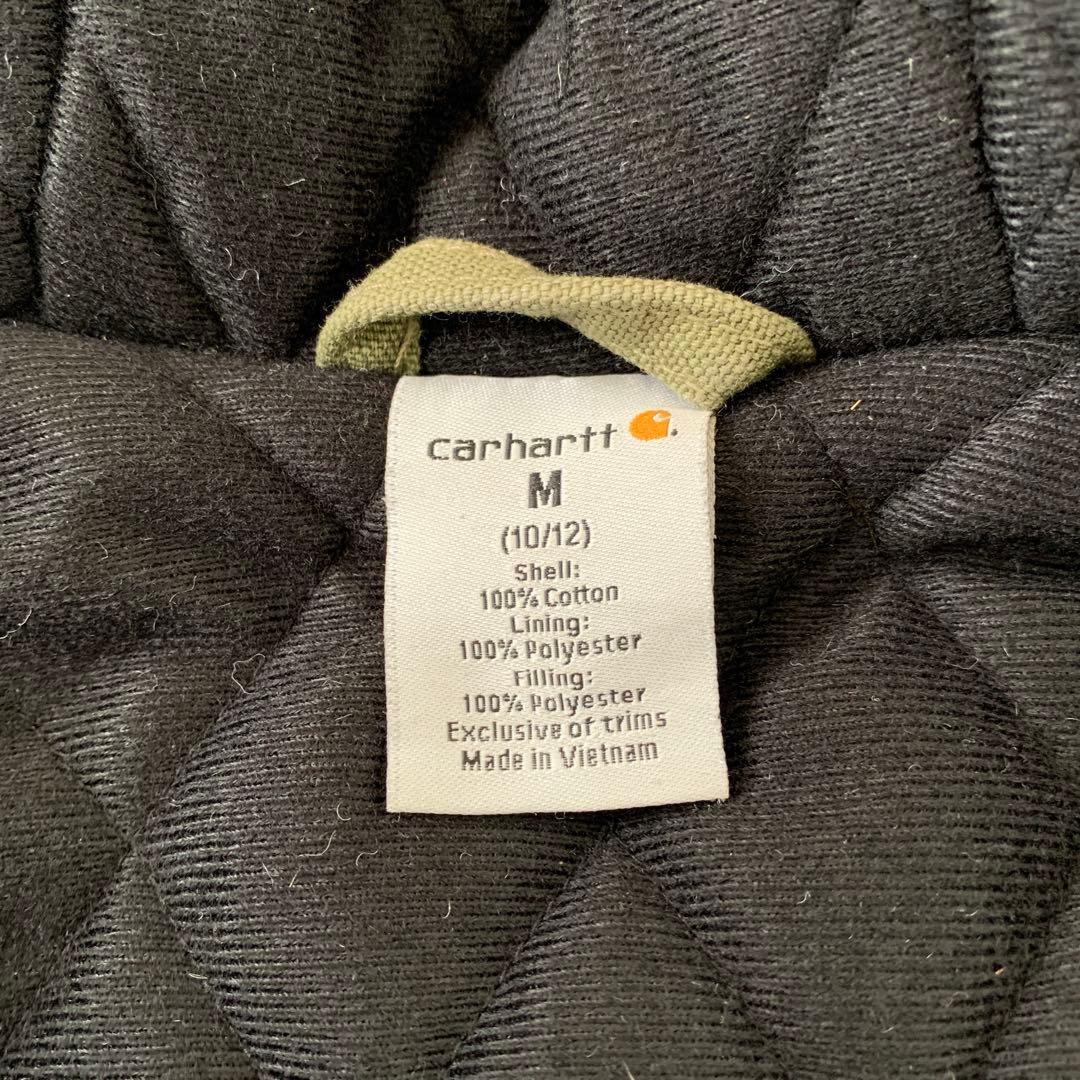 carhartt
M
(10/12)
Shell:
100% Cotton
Lining:
100% Polyester
Filling:
100% Polyester
Exclusive of trims
Made in Vietnam